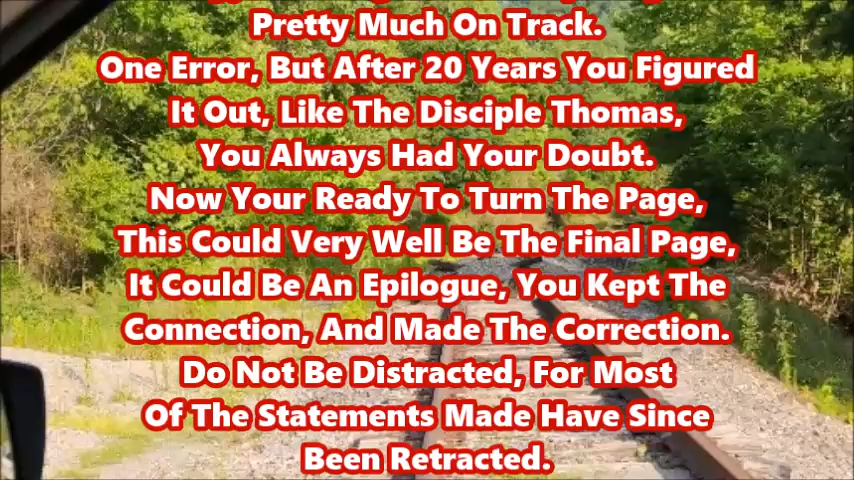 Pretty Much On Track.
One Error, But After 20 Years You Figured
It Out, Like The Disciple Thomas,
You Always Had Your Doubt.
Now Your Ready To Turn The Page,
This Could Very Well Be The Final Page,
It Could Be An Epilogue, You Kept The
Connection, And Made The Correction.
Do Not Be Distracted, For Most
Of The Statements Made Have Since
Been Retracted.